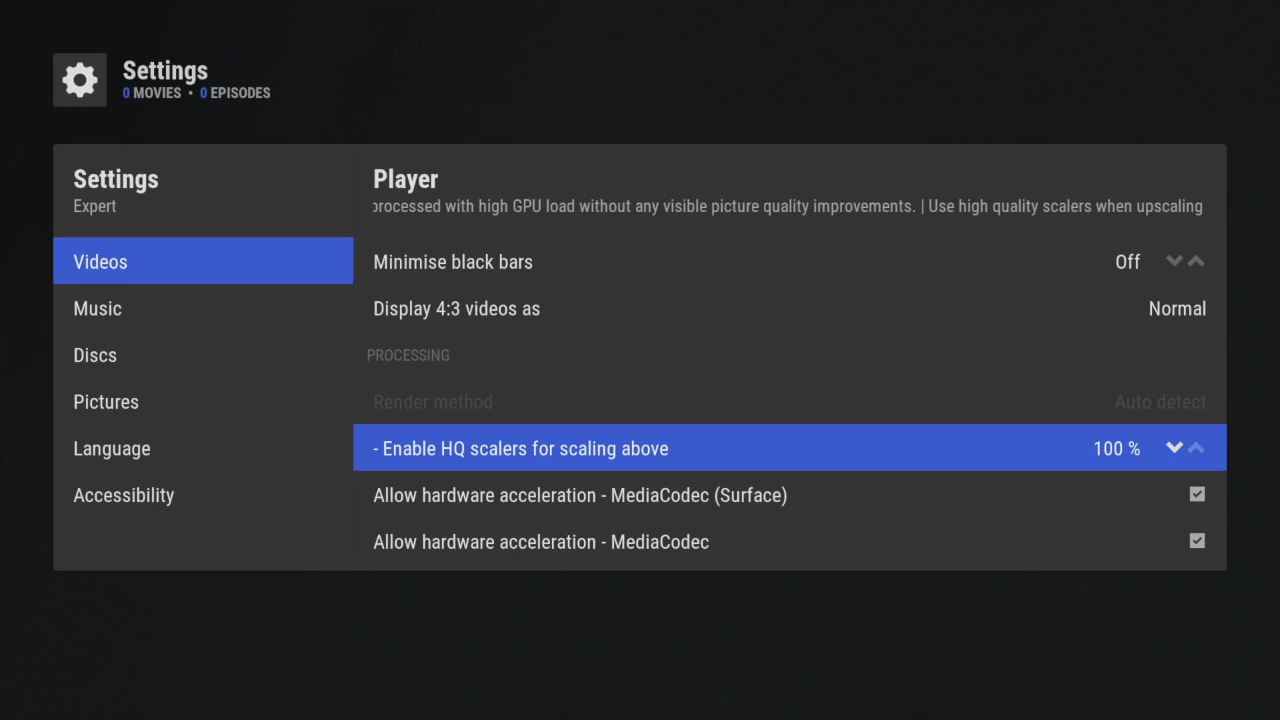 Settings
0 MOVIES • 0 EPISODES
Settings
Expert
Player
processed with high GPU load without any visible picture quality improvements. | Use high quality scalers when upscaling
Videos
Music
Discs
Pictures
Language
Accessibility
Minimise black bars Off
Display 4:3 videos as Normal
PROCESSING
Render method Auto detect
- Enable HQ scalers for scaling above 100 %
Allow hardware acceleration - MediaCodec (Surface)
Allow hardware acceleration - MediaCodec